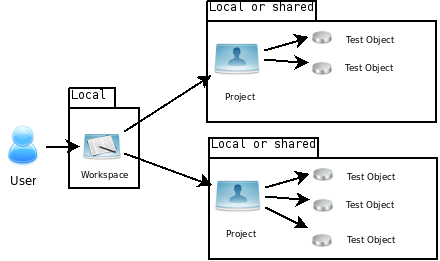 Local or shared
Test Object
Test Object
Project
Local
Workspace
User
Local or shared
Test Object
Test Object
Test Object
Project